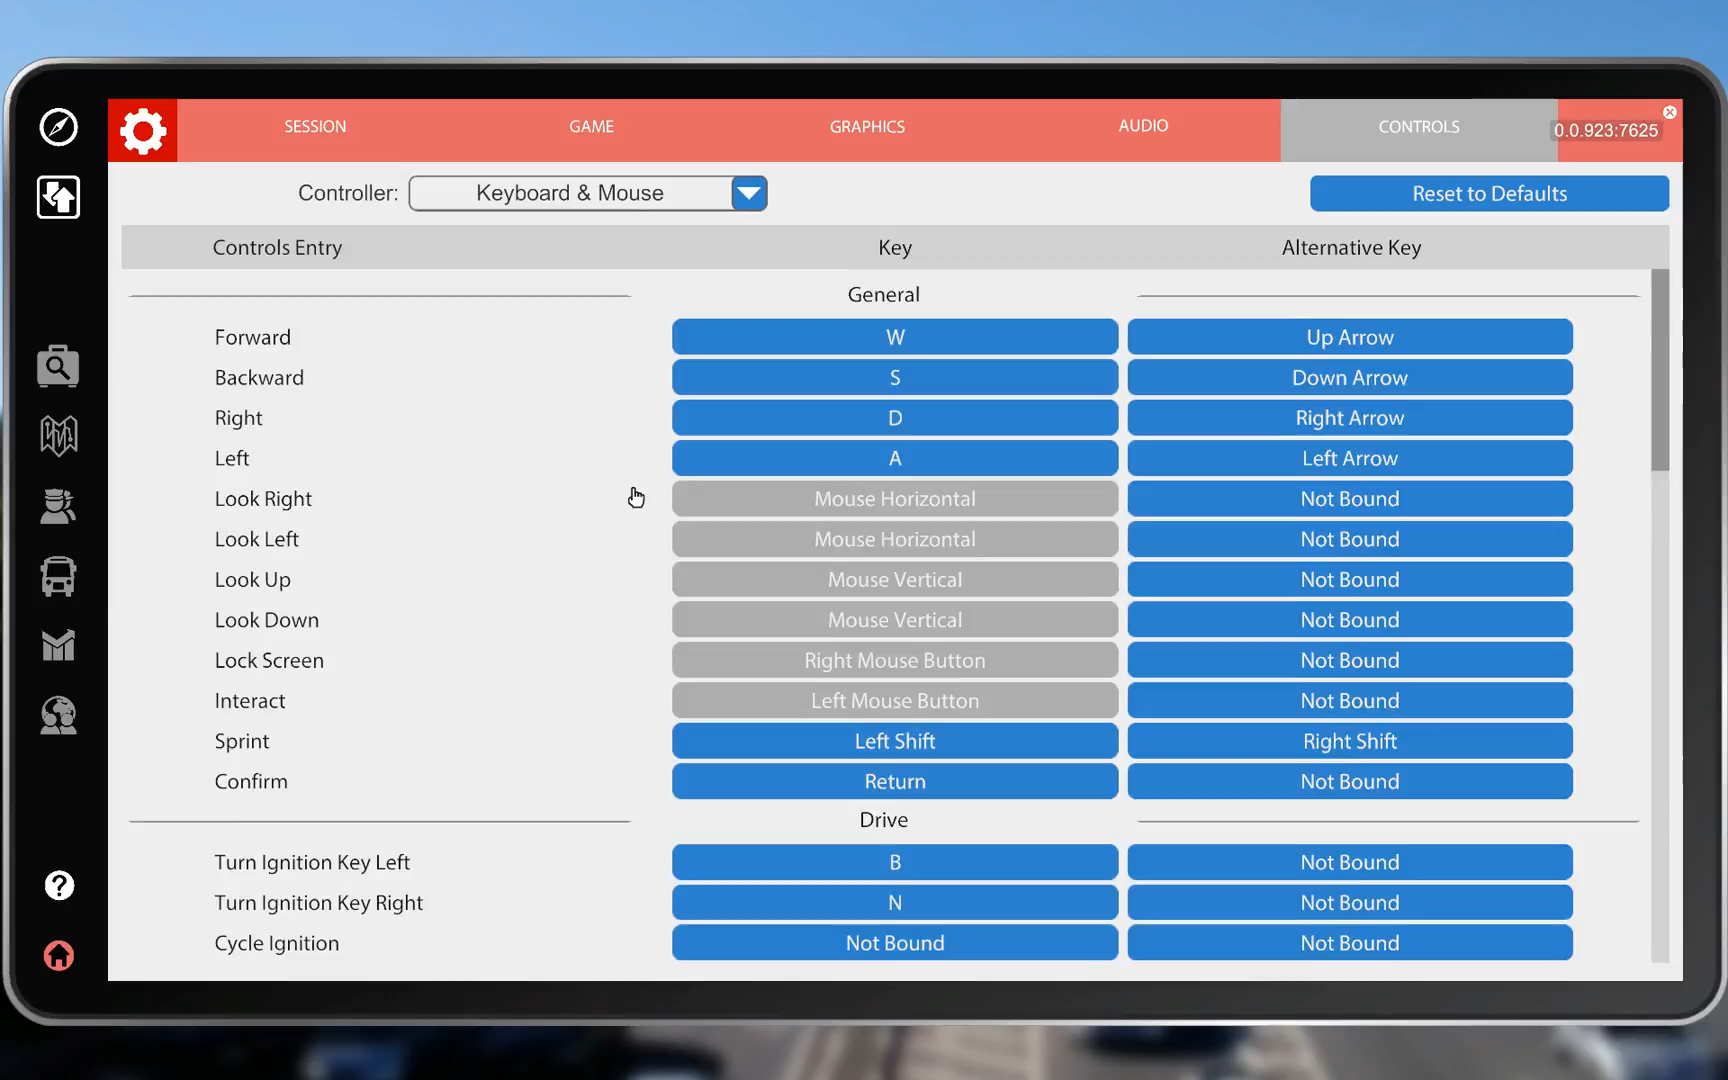 SESSION GAME GRAPHICS AUDIO CONTROLS 0.0.923:7625
Controller: Keyboard & Mouse Reset to Defaults
Controls Entry Key Alternative Key
General
Forward W Up Arrow
Backward S Down Arrow
Right D Right Arrow
Left A Left Arrow
Look Right Mouse Horizontal Not Bound
Look Left Mouse Horizontal Not Bound
Look Up Mouse Vertical Not Bound
Look Down Mouse Vertical Not Bound
Lock Screen Right Mouse Button Not Bound
Interact Left Mouse Button Not Bound
Sprint Left Shift Right Shift
Confirm Return Not Bound
Drive
Turn Ignition Key Left B Not Bound
Turn Ignition Key Right N Not Bound
Cycle Ignition Not Bound Not Bound